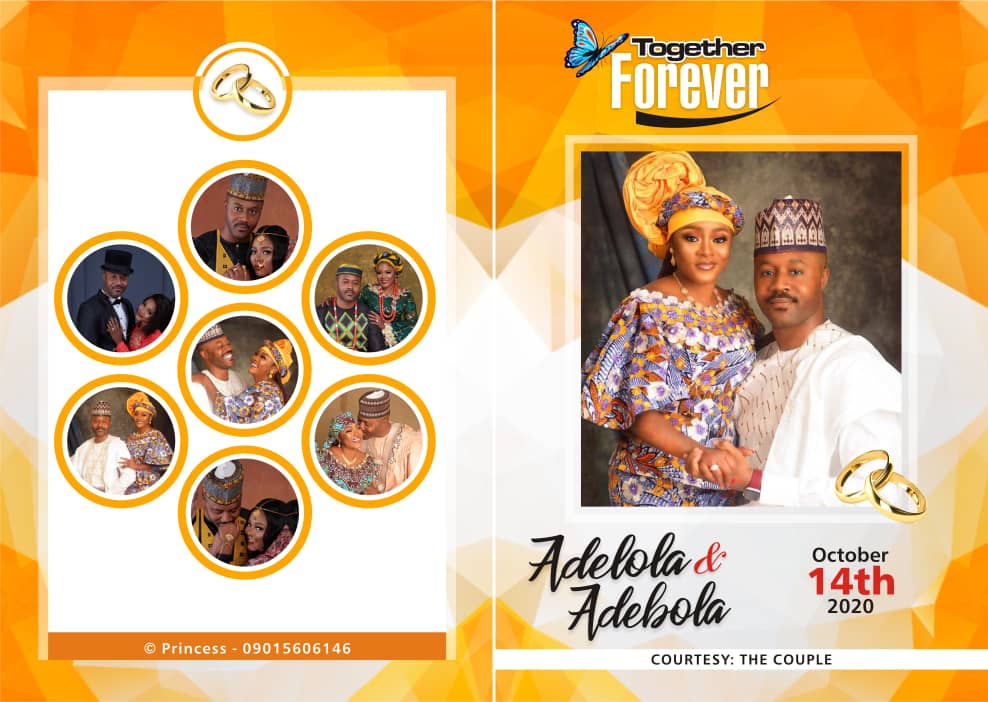 © Princess - 09015606146
Together
Forever
Adelola &
Adebola
October
14th
2020
COURTESY: THE COUPLE